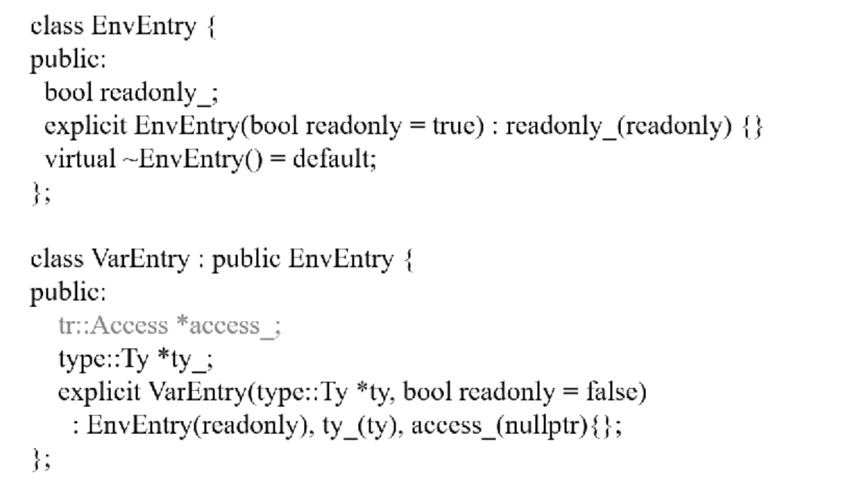 class EnvEntry {
public:
bool readonly_;
explicit EnvEntry(bool readonly = true) : readonly_(readonly) {}
virtual ~EnvEntry() = default;
};
class VarEntry : public EnvEntry {
public:
tr::Access *access_;
type::Ty *ty_;
explicit VarEntry(type::Ty *ty, bool readonly = false)
: EnvEntry(readonly), ty_(ty), access_(nullptr){};
};